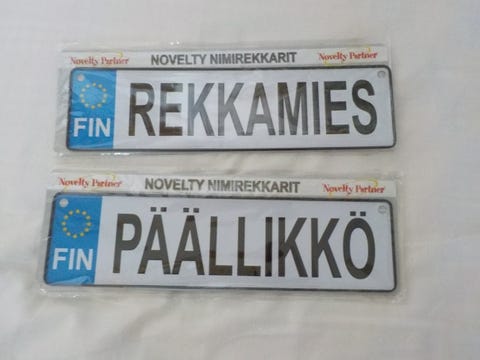 Novelty Partner NOVELTY NIMIREKKARIT Novelty Partner
FIN REKKAMIES
Novelty Partner NOVELTY NIMIREKKARIT Novelty Partner
FIN PÄÄLLIKKÖ